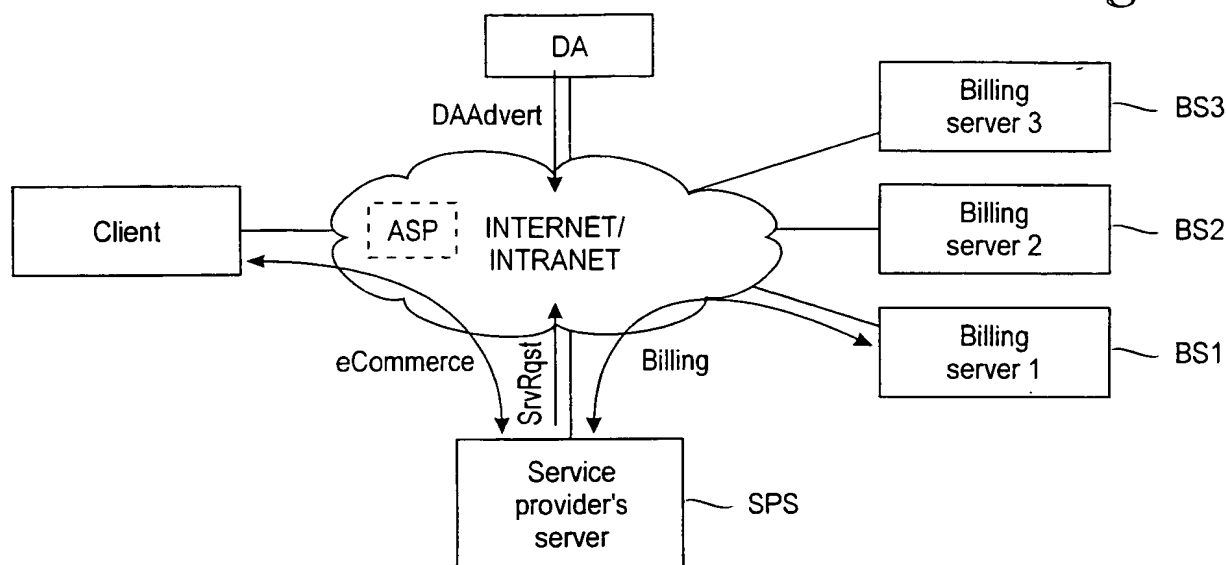 DA
DAAdvert
Billing
server 3
BS3
Client
ASP
INTERNET/
INTRANET
Billing
server 2
BS2
eCommerce
SrvRqst
Billing
Billing
server 1
BS1
Service
provider's
server
SPS